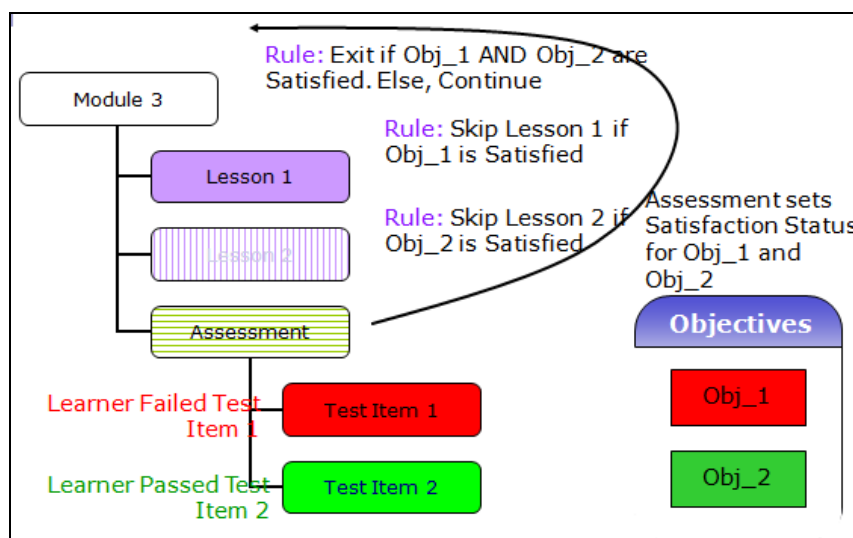 Rule: Exit if Obj_1 AND Obj_2 are
Satisfied. Else, Continue
Module 3
Rule: Skip Lesson 1 if
Obj_1 is Satisfied
Lesson 1
Rule: Skip Lesson 2 if
Obj_2 is Satisfied
Lesson 2
Assessment sets
Satisfaction Status
for Obj_1 and
Obj_2
Assessment
Objectives
Learner Failed Test
Item 1
Test Item 1
Obj_1
Learner Passed Test
Item 2
Test Item 2
Obj_2